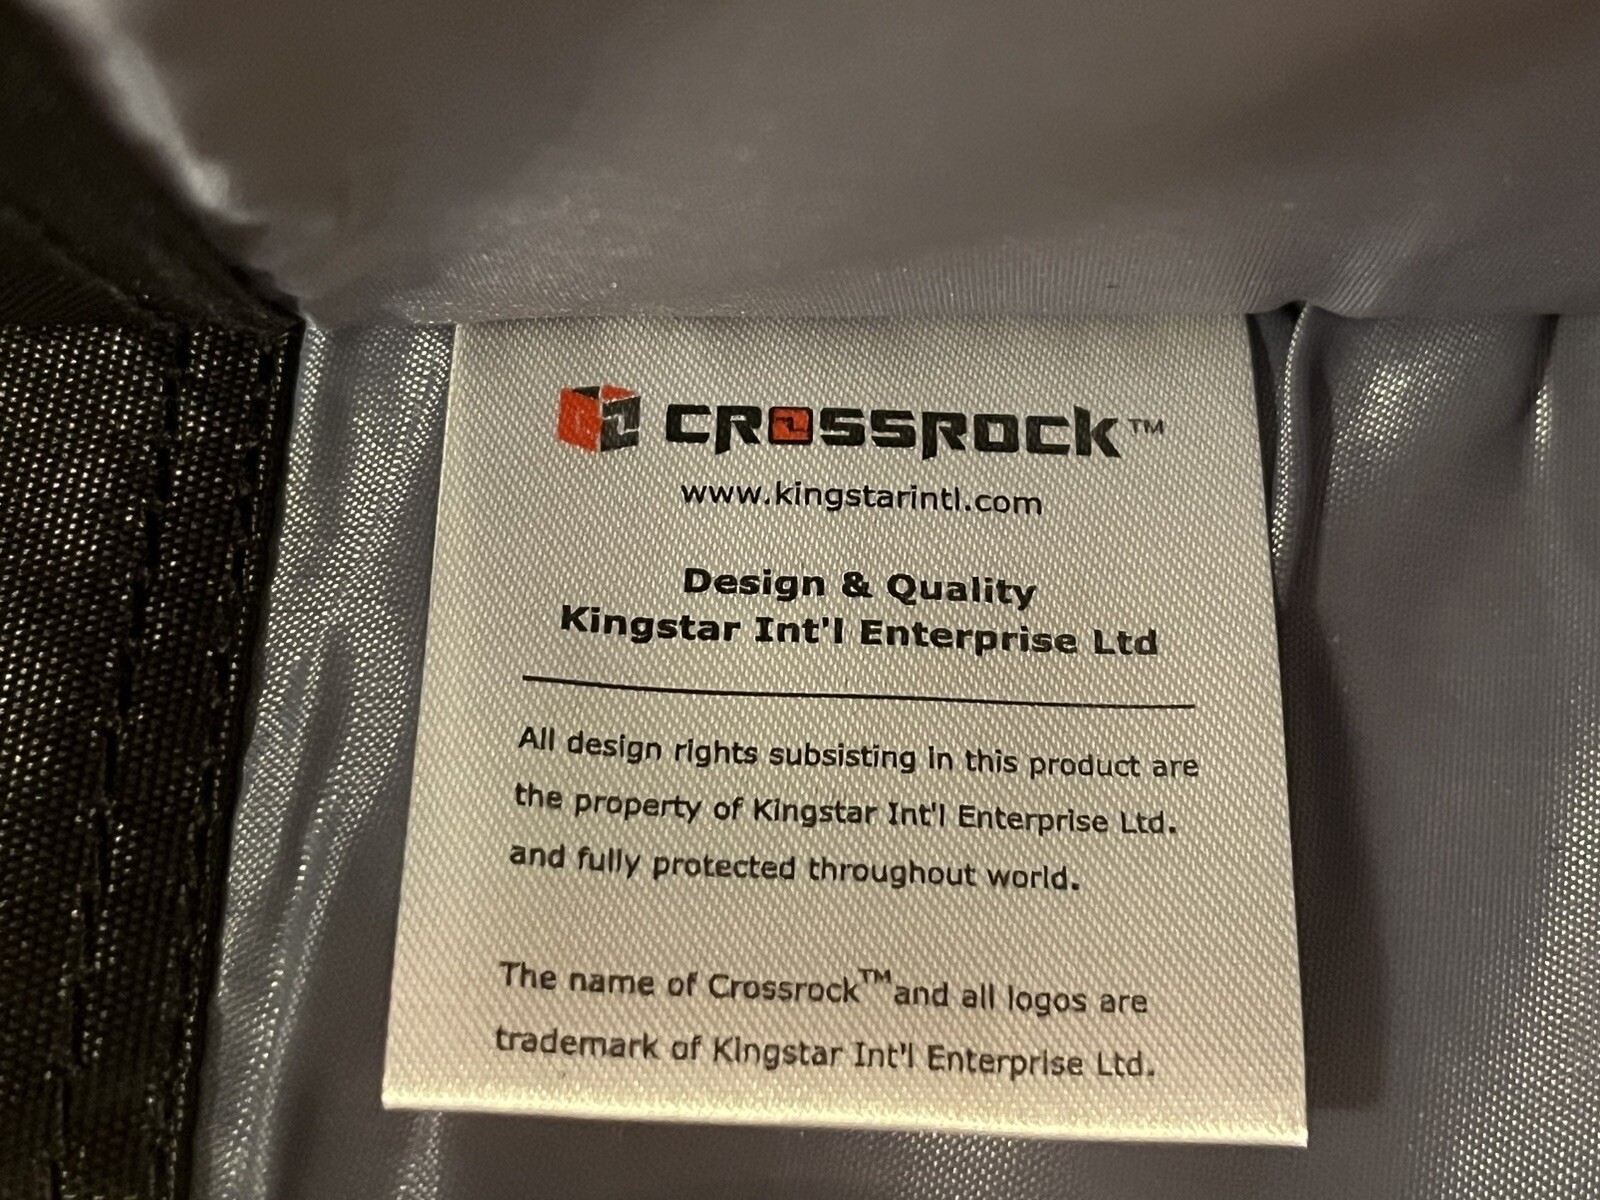 CROSSROCK™
www.kingstarintl.com
Design & Quality
Kingstar Int'l Enterprise Ltd
All design rights subsisting in this product are
the property of Kingstar Int'l Enterprise Ltd.
and fully protected throughout world.
The name of Crossrock™ and all logos are
trademark of Kingstar Int'l Enterprise Ltd.